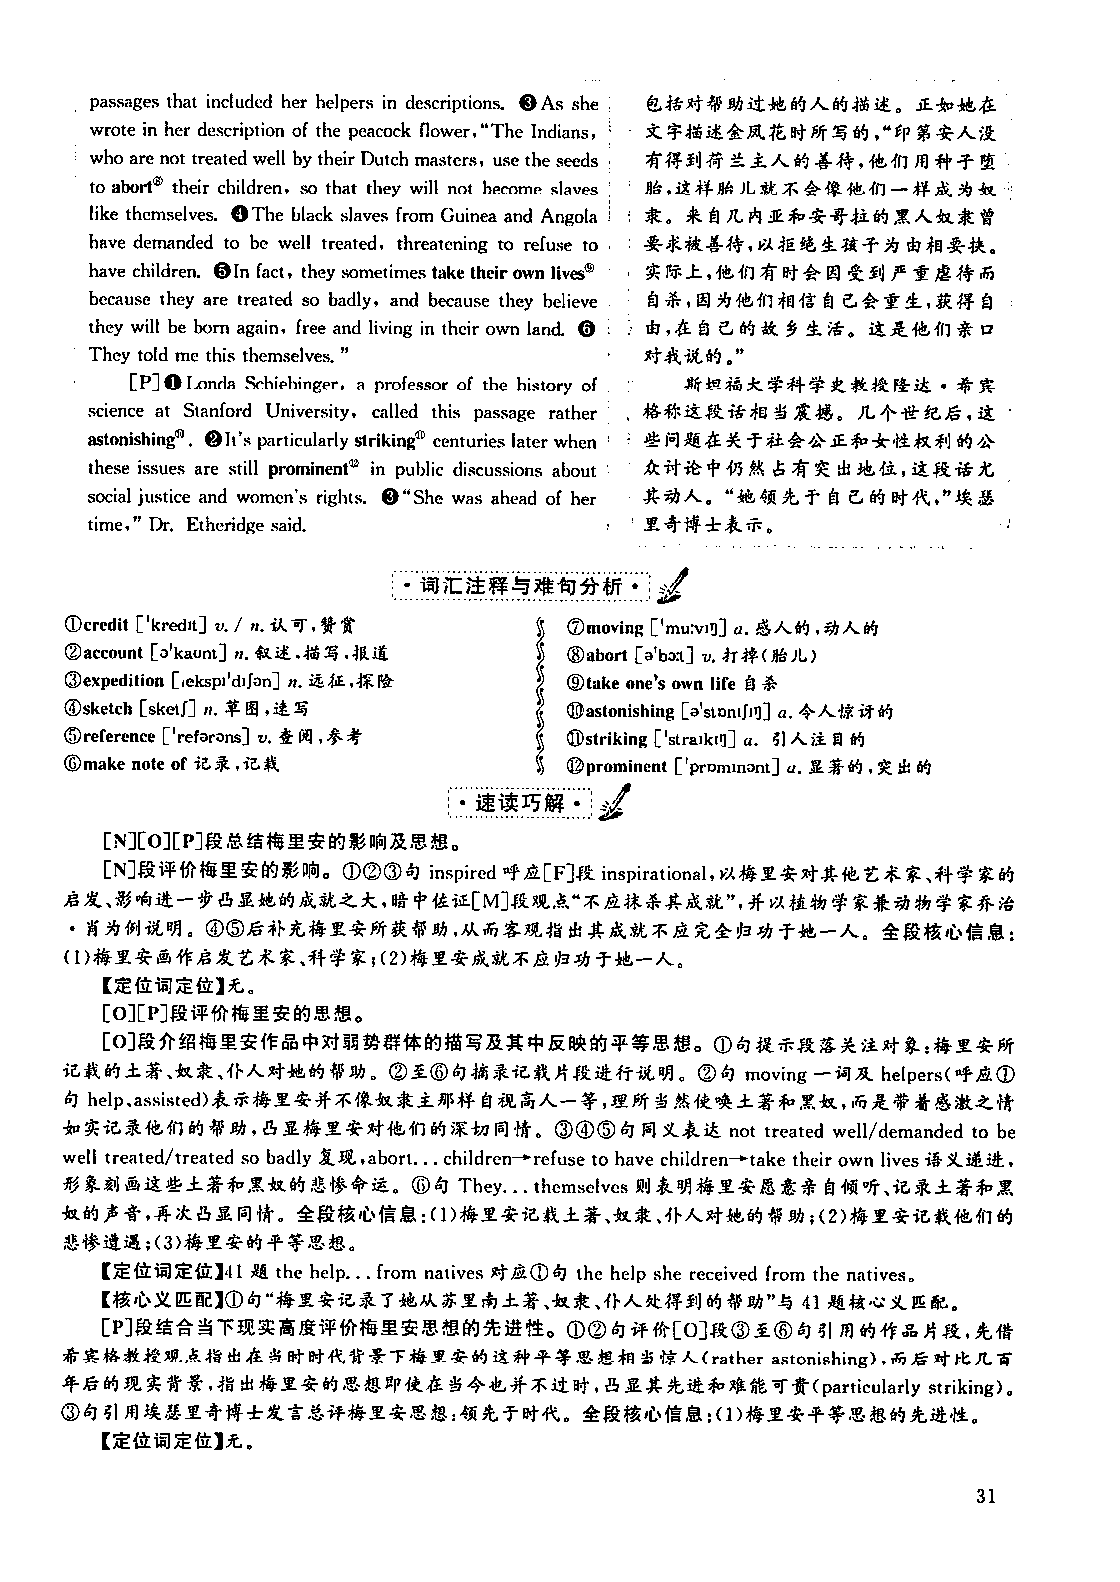 passages that included her helpers in descriptions. ❸As she
wrote in her description of the peacock flower,“The Indians,
who are not treated well by their Dutch masters, use the seeds
to abort⑧ their children, so that they will not become slaves
like themselves. ❹The black slaves from Guinea and Angola
have demanded to be well treated, threatening to refuse to
have children. ❺In fact, they sometimes take their own lives⑨
because they are treated so badly, and because they believe
they will be born again, free and living in their own land. ❻
They told me this themselves. ”
[P]❶Londa Schiebinger, a professor of the history of
science at Stanford University, called this passage rather
astonishing⑩. ❷It's particularly striking⑪ centuries later when
these issues are still prominent⑫ in public discussions about
social justice and women's rights. ❸“She was ahead of her
time,” Dr. Etheridge said.
包括对帮助过她的人的描述。正如她在
文字描述金凤花时所写的,“印第安人没
有得到荷兰主人的善待,他们用种子堕
胎,这样胎儿就不会像他们一样成为奴
隶。来自几内亚和安哥拉的黑人奴隶曾
要求被善待,以拒绝生孩子为由相要挟。
实际上,他们有时会因受到严重虐待而
自杀,因为他们相信自己会重生,获得自
由,在自己的故乡生活。这是他们亲口
对我说的。”
斯坦福大学科学史教授隆达·希宾
格称这段话相当震撼。几个世纪后,这
些问题在关于社会公正和女性权利的公
众讨论中仍然占有突出地位,这段话尤
其动人。“她领先于自己的时代,”埃瑟
里奇博士表示。
·词汇注释与难句分析·
①credit [ˈkredɪt] v. / n. 认可,赞赏
②account [əˈkaʊnt] n. 叙述,描写,报道
③expedition [ˌekspɪˈdɪʃən] n. 远征,探险
④sketch [sketʃ] n. 草图,速写
⑤reference [ˈrefərəns] v. 查阅,参考
⑥make note of 记录,记载
⑦moving [ˈmuːvɪŋ] a. 感人的,动人的
⑧abort [əˈbɔːt] v. 打掉(胎儿)
⑨take one's own life 自杀
⑩astonishing [əˈstɒnɪʃɪŋ] a. 令人惊讶的
⑪striking [ˈstraɪkɪŋ] a. 引人注目的
⑫prominent [ˈprɒmɪnənt] a. 显著的,突出的
·速读巧解·
[N][O][P]段总结梅里安的影响及思想。
[N]段评价梅里安的影响。①②③句 inspired 呼应[F]段 inspirational,以梅里安对其他艺术家、科学家的
启发、影响进一步凸显她的成就之大,暗中佐证[M]段观点“不应抹杀其成就”,并以植物学家兼动物学家乔治
·肖为例说明。④⑤后补充梅里安所获帮助,从而客观指出其成就不应完全归功于她一人。全段核心信息:
(1)梅里安画作启发艺术家、科学家;(2)梅里安成就不应归功于她一人。
【定位词定位】无。
[O][P]段评价梅里安的思想。
[O]段介绍梅里安作品中对弱势群体的描写及其中反映的平等思想。①句提示段落关注对象:梅里安所
记载的土著、奴隶、仆人对她的帮助。②至⑥句摘录记载片段进行说明。②句 moving 一词及 helpers(呼应①
句 help、assisted)表示梅里安并不像奴隶主那样自视高人一等,理所当然使唤土著和黑奴,而是带着感激之情
如实记录他们的帮助,凸显梅里安对他们的深切同情。③④⑤句同义表达 not treated well/demanded to be
well treated/treated so badly 复现,abort... children→refuse to have children→take their own lives 语义递进,
形象刻画这些土著和黑奴的悲惨命运。⑥句 They... themselves 则表明梅里安愿意亲自倾听、记录土著和黑
奴的声音,再次凸显同情。全段核心信息:(1)梅里安记载土著、奴隶、仆人对她的帮助;(2)梅里安记载他们的
悲惨遭遇;(3)梅里安的平等思想。
【定位词定位】41 题 the help... from natives 对应①句 the help she received from the natives。
【核心义匹配】①句“梅里安记录了她从苏里南土著、奴隶、仆人处得到的帮助”与 41 题核心义匹配。
[P]段结合当下现实高度评价梅里安思想的先进性。①②句评价[O]段③至⑥句引用的作品片段,先借
希宾格教授观点指出在当时时代背景下梅里安的这种平等思想相当惊人(rather astonishing),而后对比几百
年后的现实背景,指出梅里安的思想即使在当今也并不过时,凸显其先进和难能可贵(particularly striking)。
③句引用埃瑟里奇博士发言总评梅里安思想:领先于时代。全段核心信息:(1)梅里安平等思想的先进性。
【定位词定位】无。
31